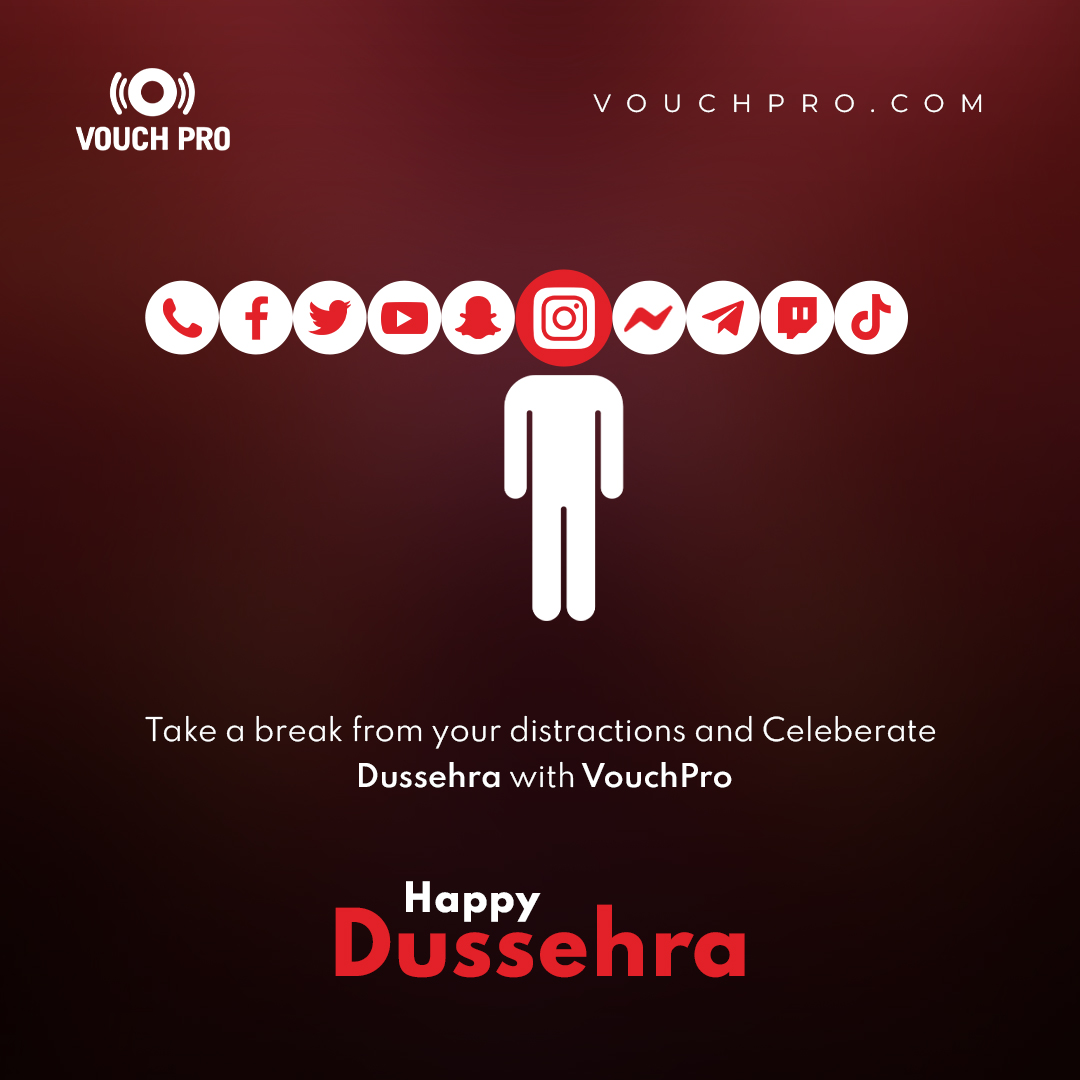 VOUCH PRO
VOUCHPRO.COM
Take a break from your distractions and Celeberate
Dussehra with VouchPro
Happy
Dussehra